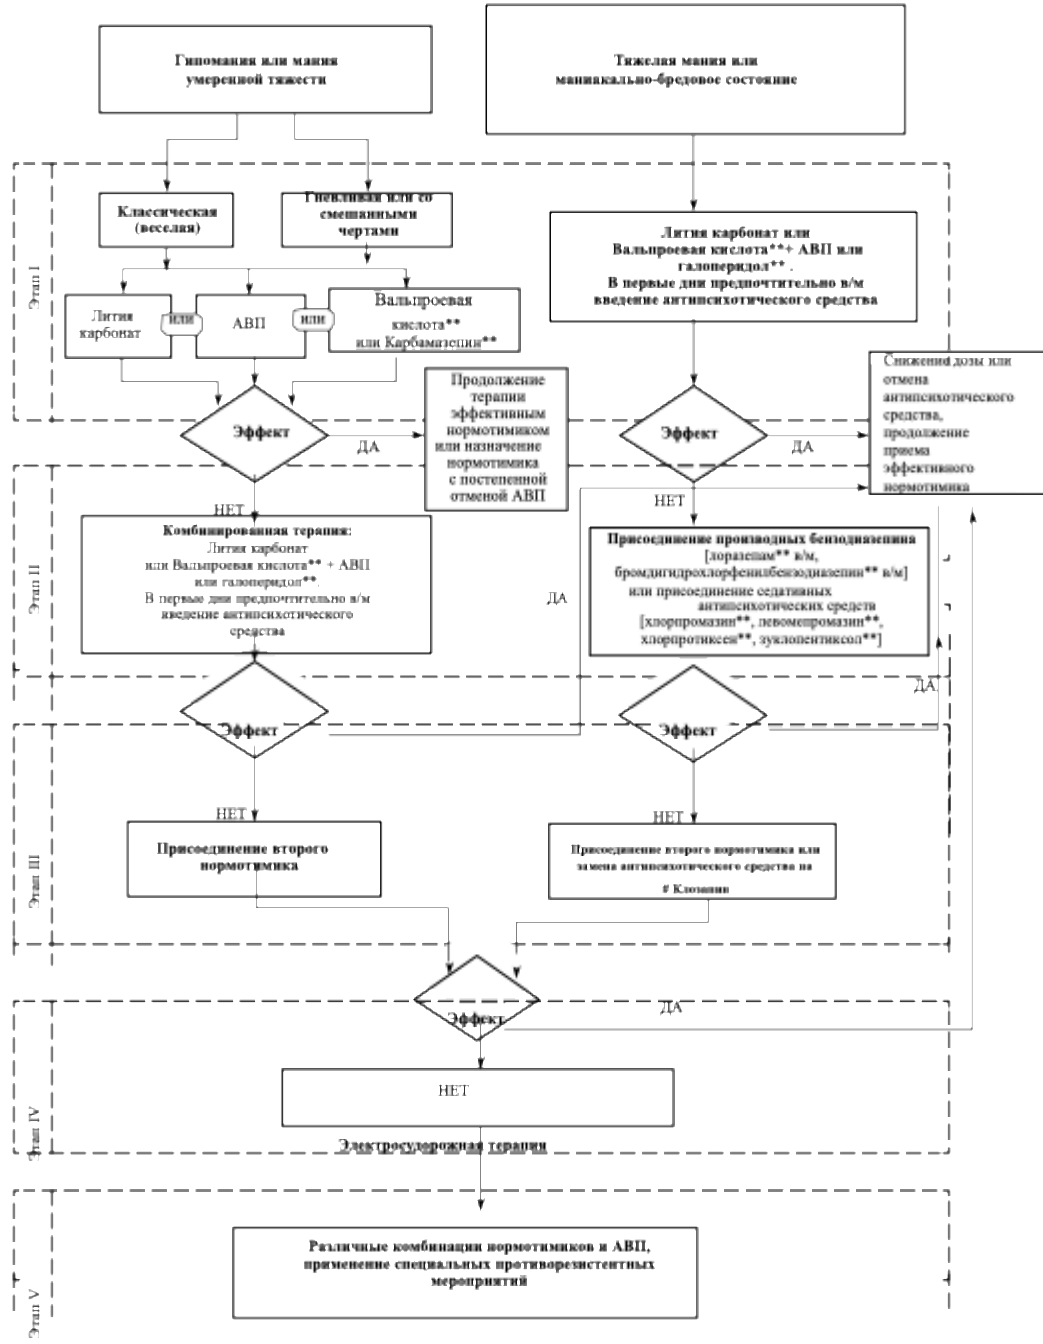 Гипомания или мания
умеренной тяжести
Тяжелая мания или
маниакально-бредовое состояние
Этап I
Классическая
(веселая)
Гневливая или со
смешанными
чертами
Лития карбонат или
Вальпроевая кислота**+ АВП или
галоперидол** .
В первые дни предпочтительно в/м
введение антипсихотического средства
Лития
карбонат
или
АВП
или
Вальпроевая
кислота**
или Карбамазепин**
Эффект
ДА
Продолжение
терапии
эффективным
нормотимиком
или назначение
нормотимика
с постепенной
отменой АВП
Эффект
ДА
Снижение дозы или
отмена
антипсихотического
средства,
продолжение
приема
эффективного
нормотимика
Этап II
НЕТ
Комбинированная терапия:
Лития карбонат
или Вальпроевая кислота** + АВП
или галоперидол**.
В первые дни предпочтительно в/м
введение антипсихотического
средства
ДА
НЕТ
Присоединение производных бензодиазепина
[лоразепам** в/м,
бромдигидрохлорфенилбензодиазепин** в/м]
или присоединение седативных
антипсихотических средств
[хлорпромазин**, левомепромазин**,
хлорпротиксен**, зуклопентиксол**]
ДА
Эффект
Эффект
Этап III
НЕТ
Присоединение второго
нормотимика
НЕТ
Присоединение второго нормотимика или
замена антипсихотического средства на
# Клозапин
Эффект
ДА
Этап IV
НЕТ
Электросудорожная терапия
Этап V
Различные комбинации нормотимиков и АВП,
применение специальных противорезистентных
мероприятий